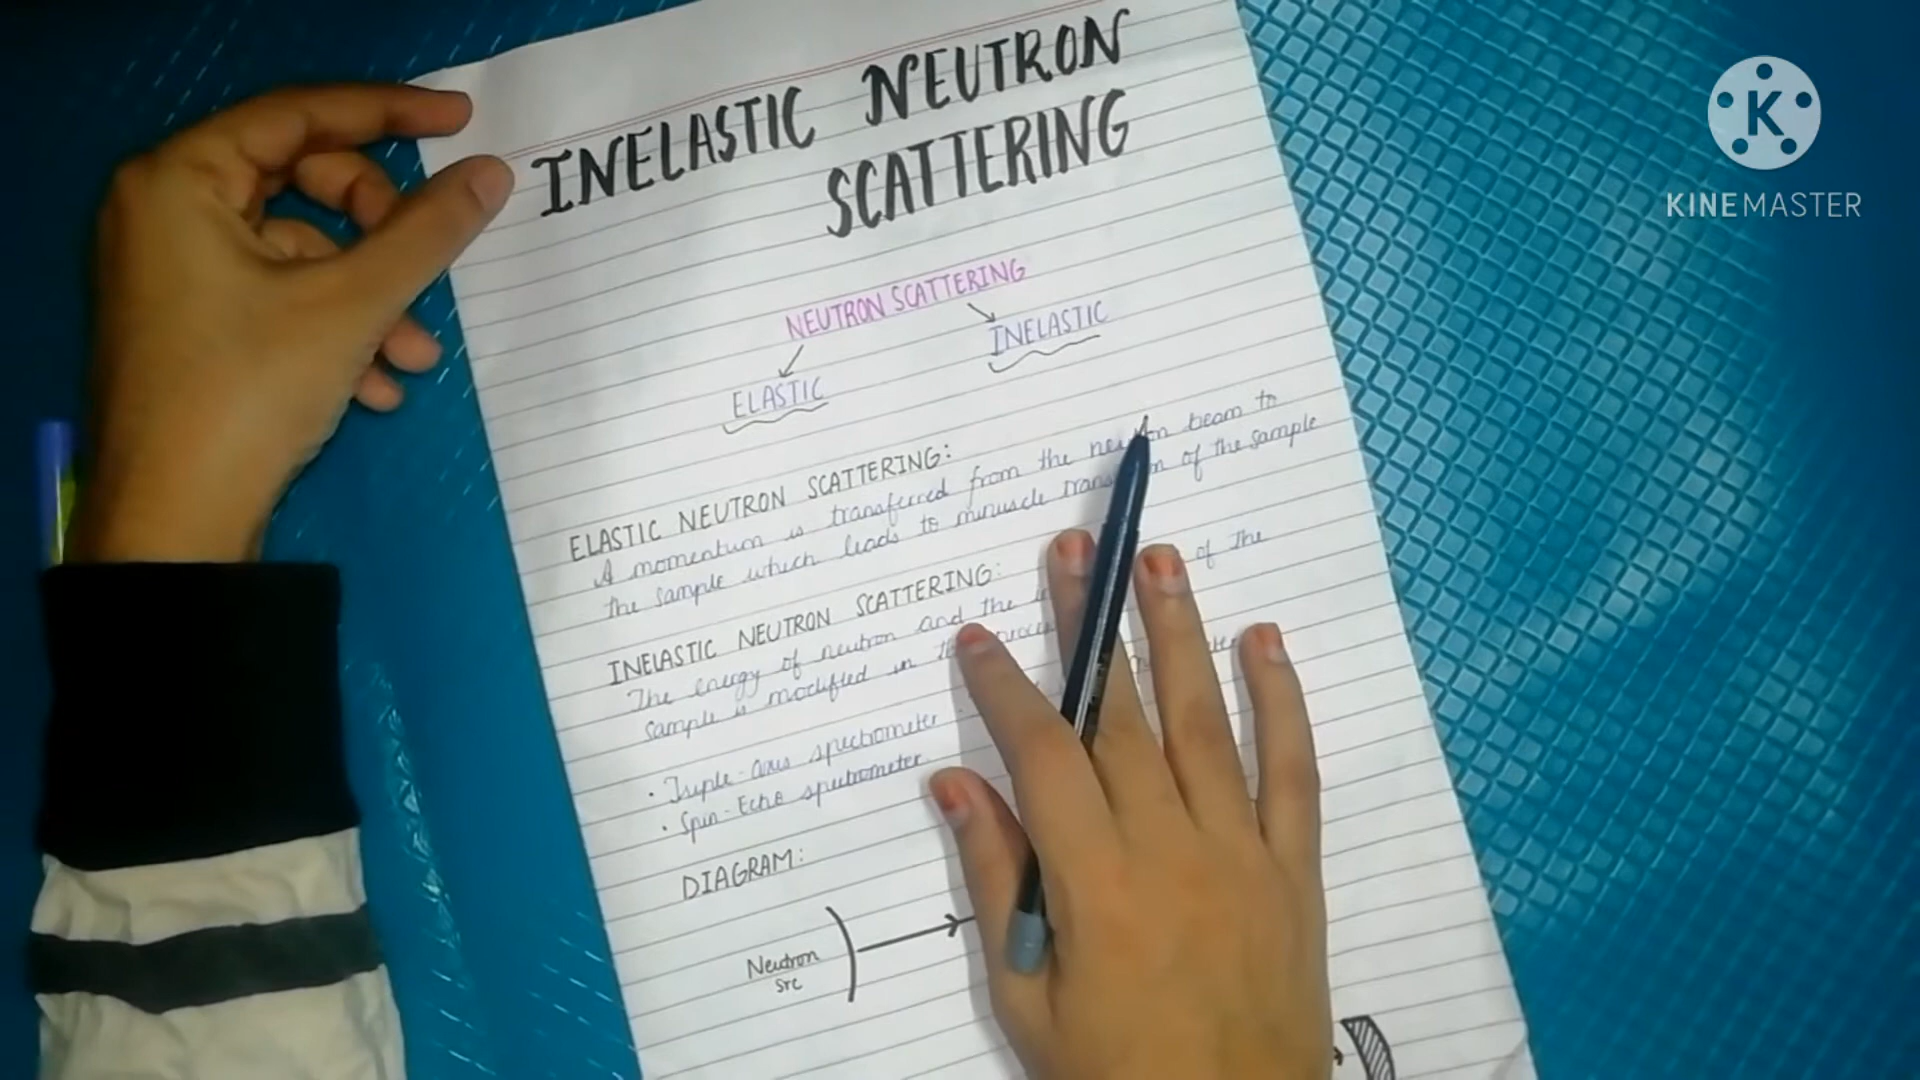 INELASTIC NEUTRON
SCATTERING
NEUTRON SCATTERING
INELASTIC
ELASTIC
ELASTIC NEUTRON SCATTERING:
A momentum is transferred from the beam to
the sample which leads to minuscle of the sample
INELASTIC NEUTRON SCATTERING:
The energy of neutron and the of the
sample is modified in
• Triple-axis spectrometer
• Spin-Echo spectrometer.
DIAGRAM:
Neutron
src
K
KINEMASTER